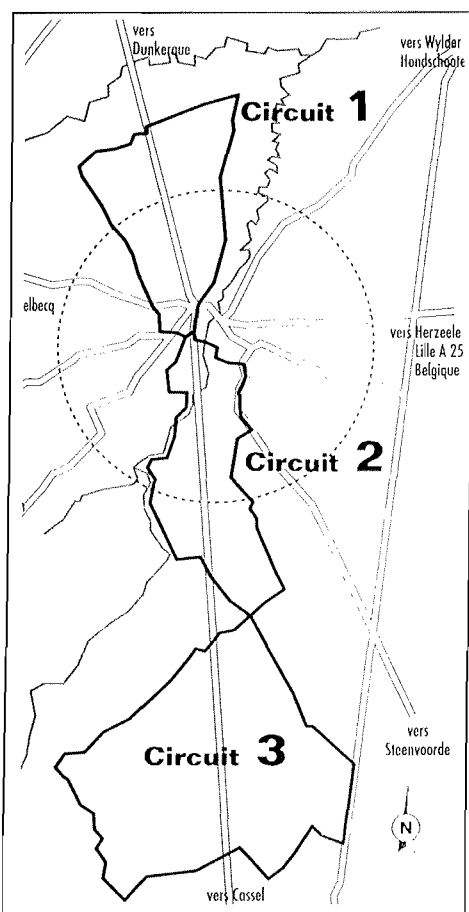 vers
Dunkerque
vers Wylder
Hondschoote
Circuit 1
elbecq
vers Herzeele
Lille A 25
Belgique
Circuit 2
vers
Steenvoorde
Circuit 3
N
vers Cassel